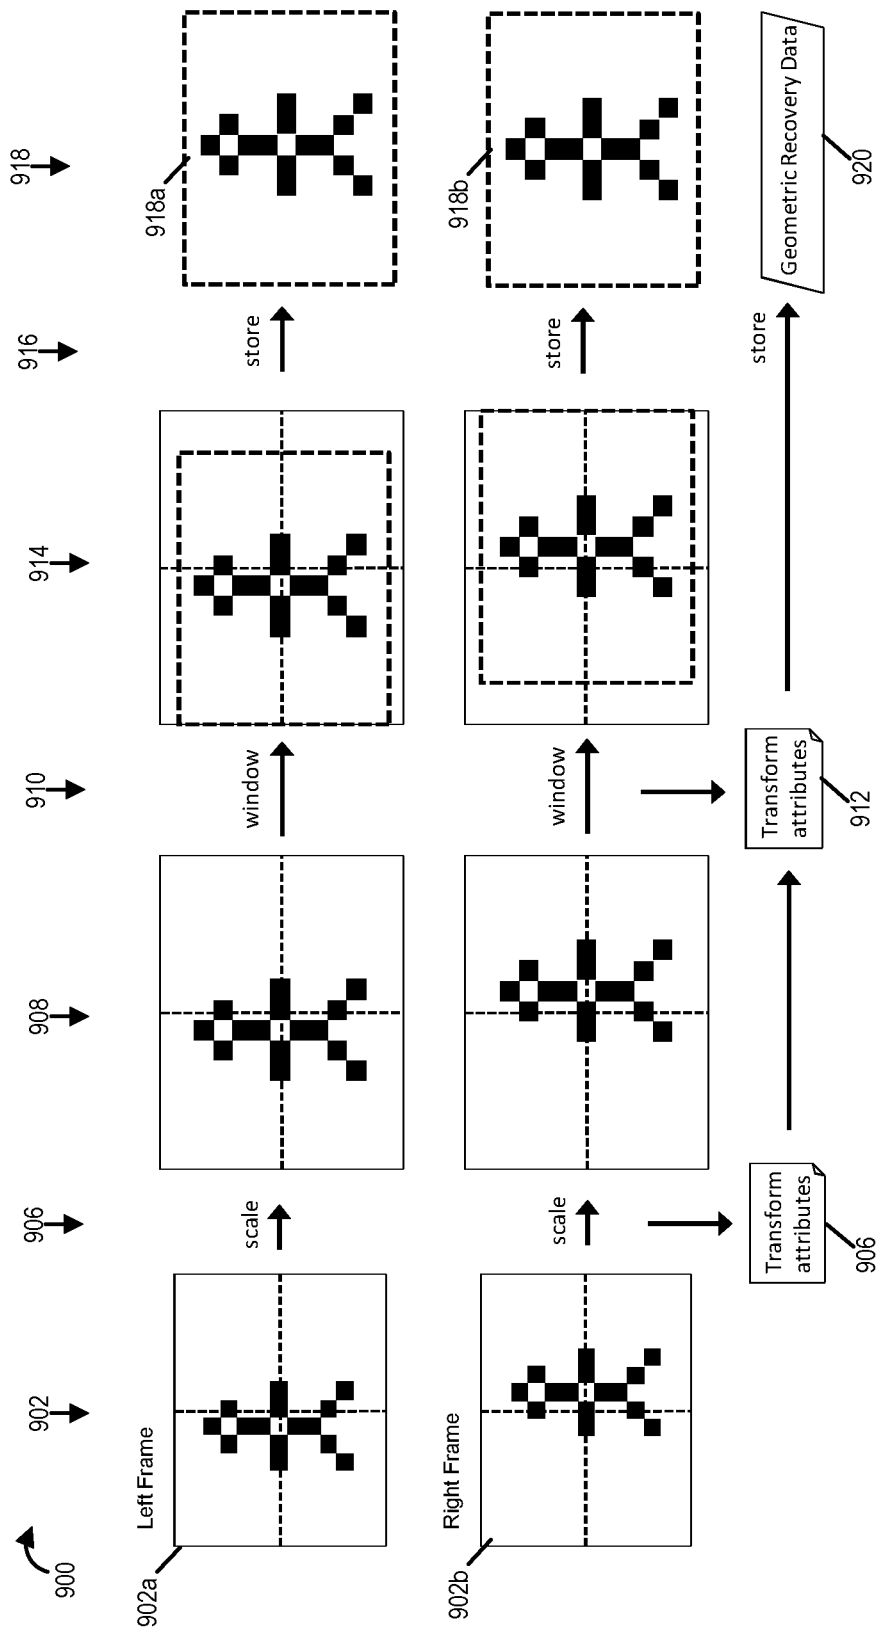 900
902
906
908
910
914
916
918
Left Frame
902a
scale
window
store
918a
Right Frame
902b
scale
window
store
918b
Transform
attributes
906
Transform
attributes
912
store
Geometric Recovery Data
920